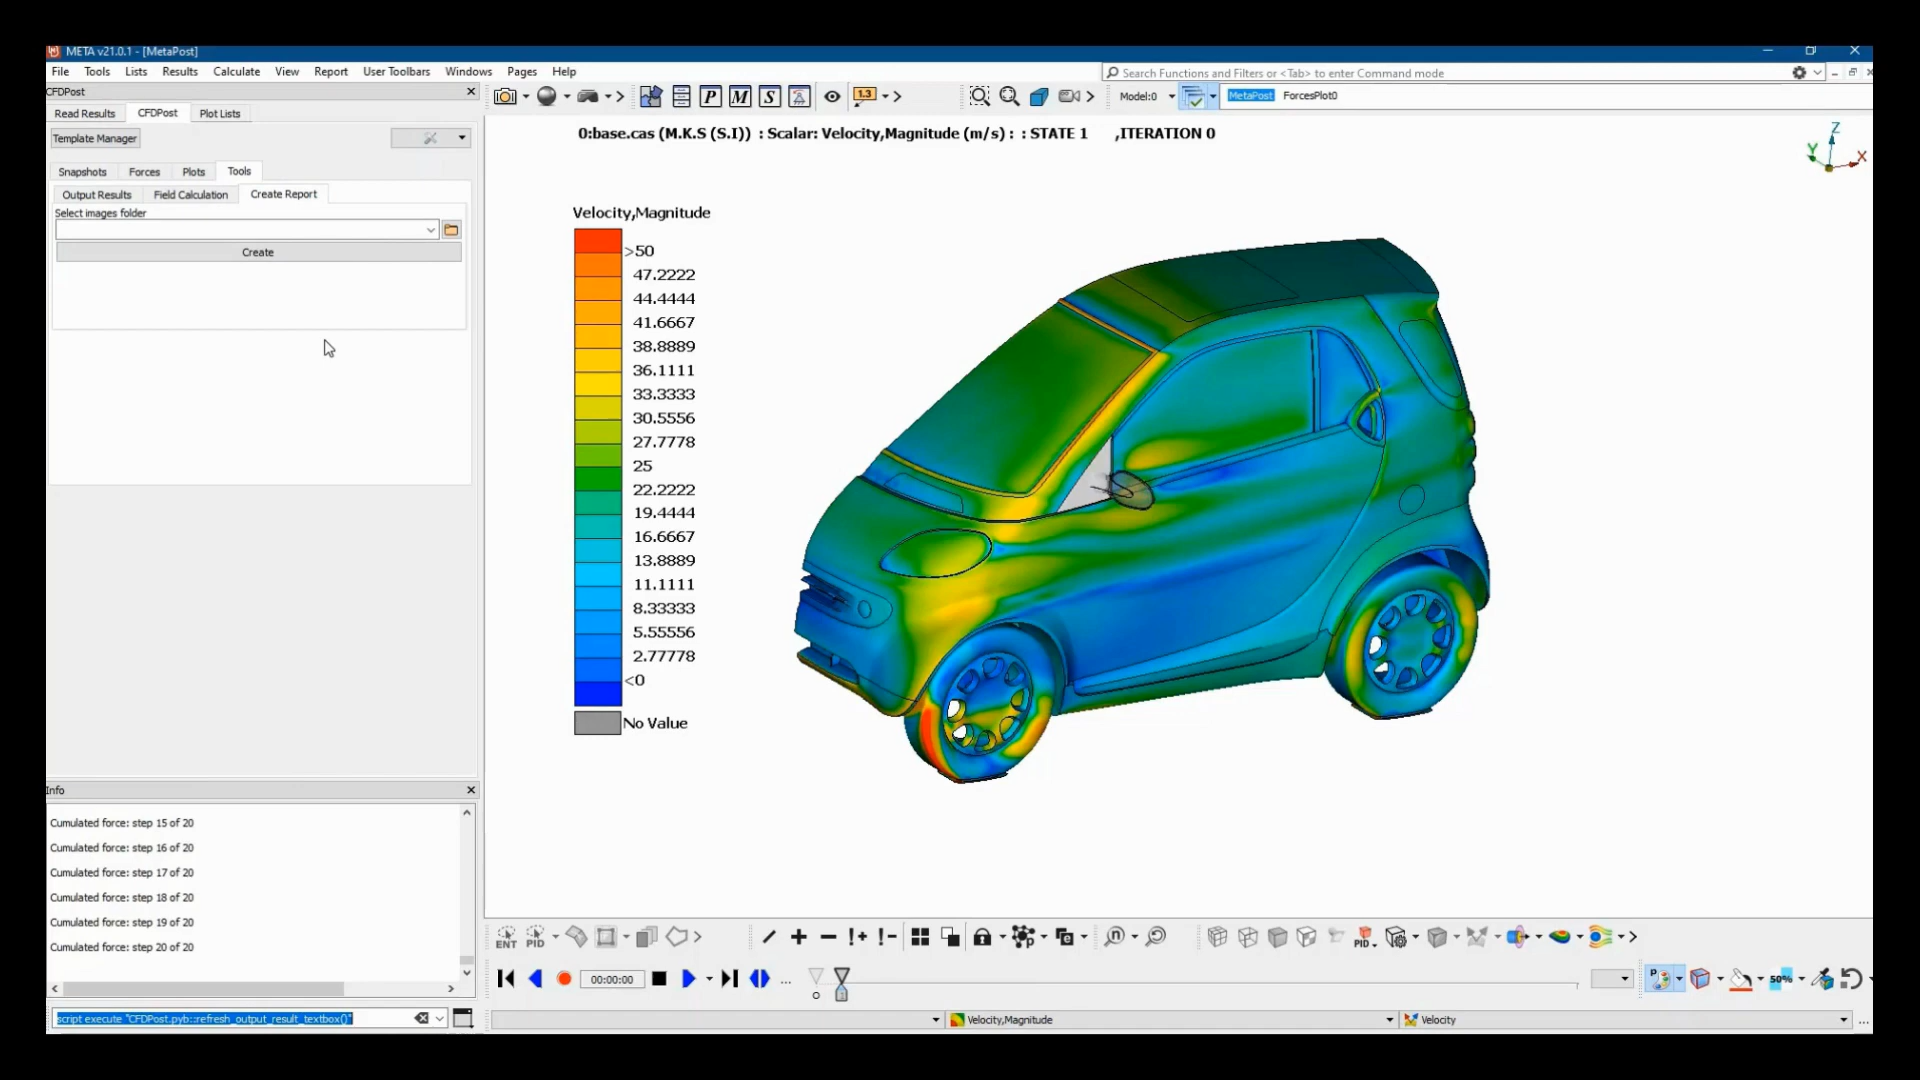 META v21.0.1 - [MetaPost]
File Tools Lists Results Calculate View Report User Toolbars Windows Pages Help
Search Functions and Filters or <Tab> to enter Command mode
CFDPost
Read Results CFDPost Plot Lists
Template Manager
Snapshots Forces Plots Tools
Output Results Field Calculation Create Report
Select images folder
Create
P M S 1.3 Model:0 MetaPost ForcesPlot0
0:base.cas (M.K.S (S.I)) : Scalar: Velocity,Magnitude (m/s) : : STATE 1 ,ITERATION 0
Z
Y
X
Velocity,Magnitude
>50
47.2222
44.4444
41.6667
38.8889
36.1111
33.3333
30.5556
27.7778
25
22.2222
19.4444
16.6667
13.8889
11.1111
8.33333
5.55556
2.77778
<0
No Value
Info
Cumulated force: step 15 of 20
Cumulated force: step 16 of 20
Cumulated force: step 17 of 20
Cumulated force: step 18 of 20
Cumulated force: step 19 of 20
Cumulated force: step 20 of 20
script execute "CFDPost.pyb::refresh_output_result_textbox()"
ENT PID PID
00:00:00 ... 0 P 50%
Velocity,Magnitude Velocity ...